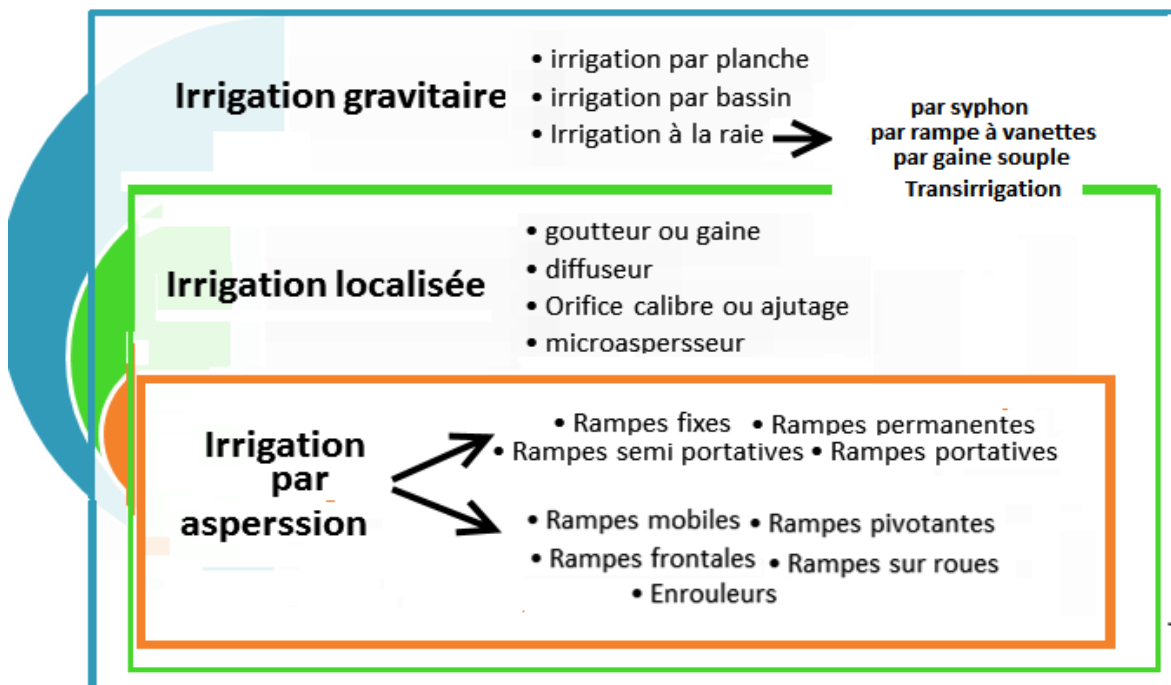 Irrigation gravitaire
• irrigation par planche
• irrigation par bassin
• Irrigation à la raie
par syphon
par rampe à vanettes
par gaine souple
Transirrigation
Irrigation localisée
• goutteur ou gaine
• diffuseur
• Orifice calibre ou ajutage
• microaspersseur
Irrigation
par
asperssion
• Rampes fixes • Rampes permanentes
• Rampes semi portatives • Rampes portatives
• Rampes mobiles • Rampes pivotantes
• Rampes frontales • Rampes sur roues
• Enrouleurs